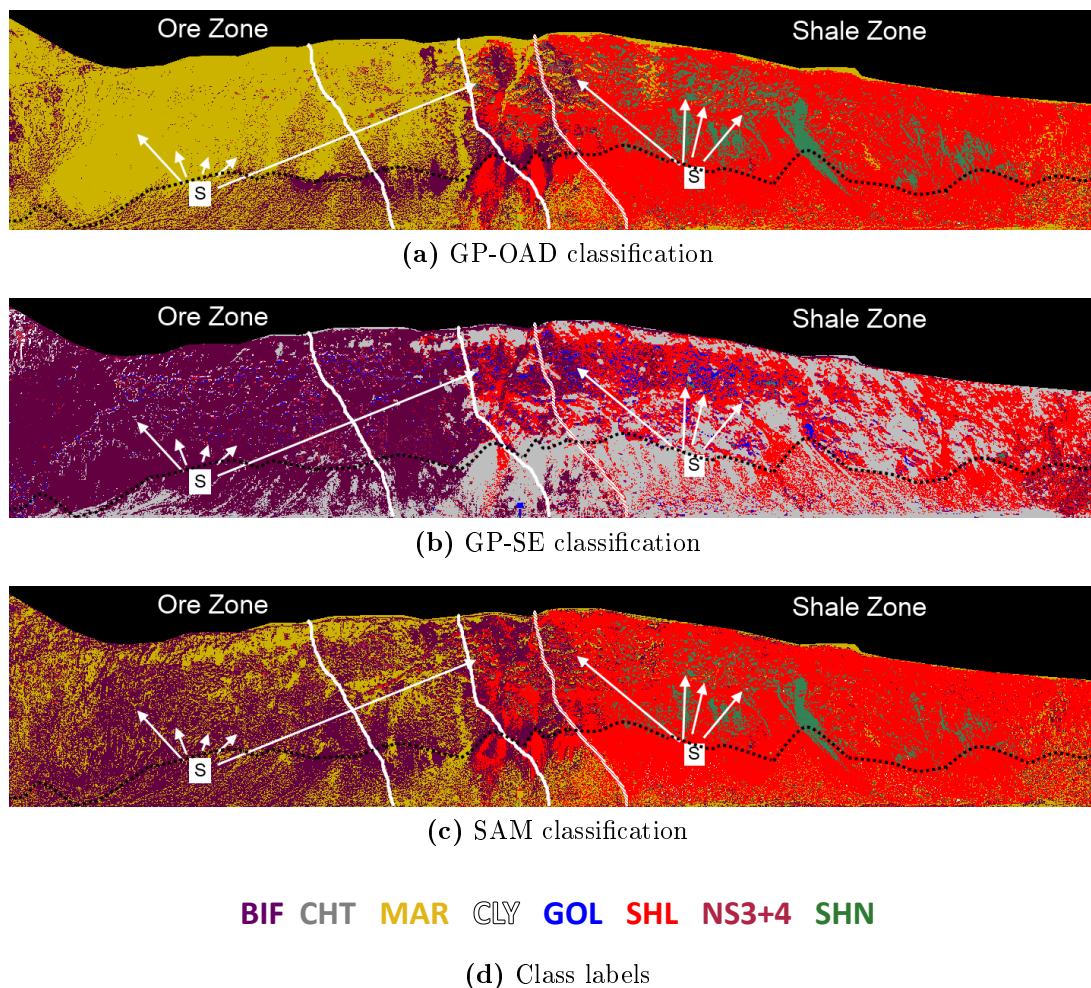 Ore Zone
Shale Zone
S
S
(a) GP-OAD classification
Ore Zone
Shale Zone
S
S
(b) GP-SE classification
Ore Zone
Shale Zone
S
S
(c) SAM classification
BIF CHT MAR CLY GOL SHL NS3+4 SHN
(d) Class labels